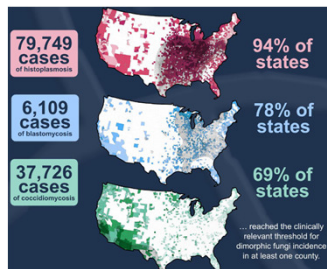 79,749
cases
of histoplasmosis
94% of
states
6,109
cases
of blastomycosis
78% of
states
37,726
cases
of coccidiomycosis
69% of
states
... reached the clinically
relevant threshold for
dimorphic fungi incidence
in at least one county.